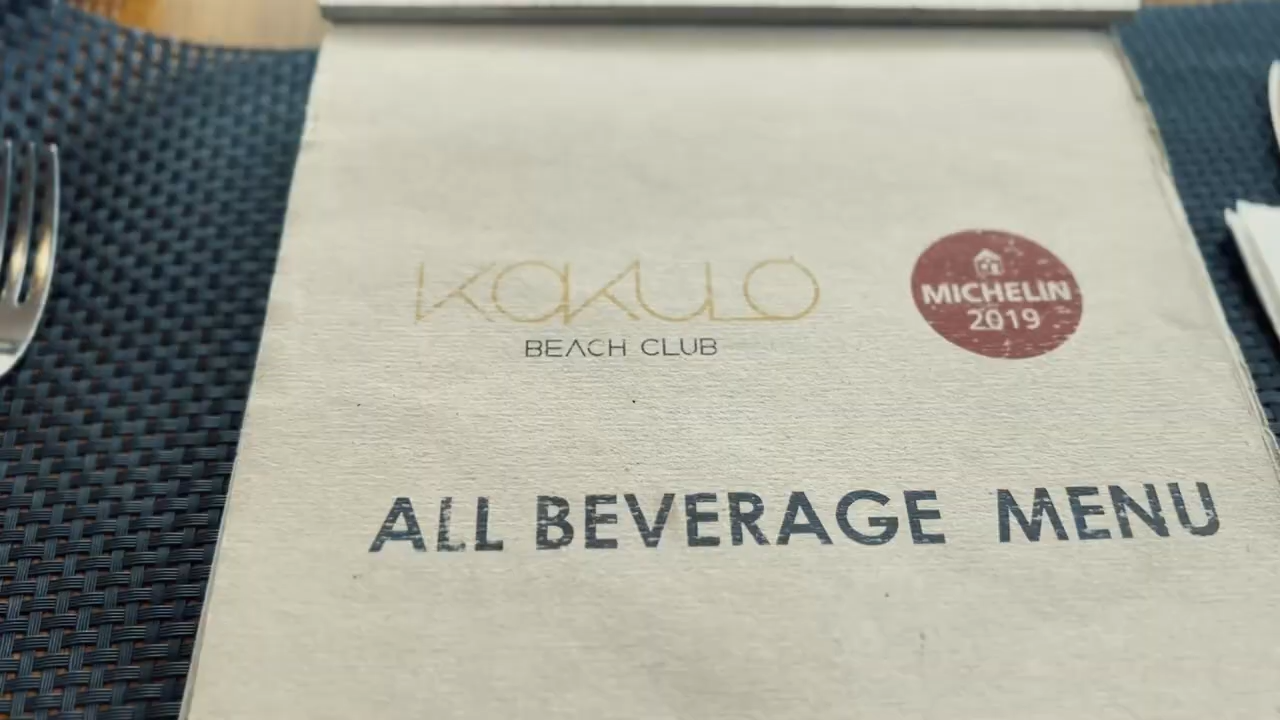 KOKULO
BEACH CLUB
MICHELIN
2019
ALL BEVERAGE MENU